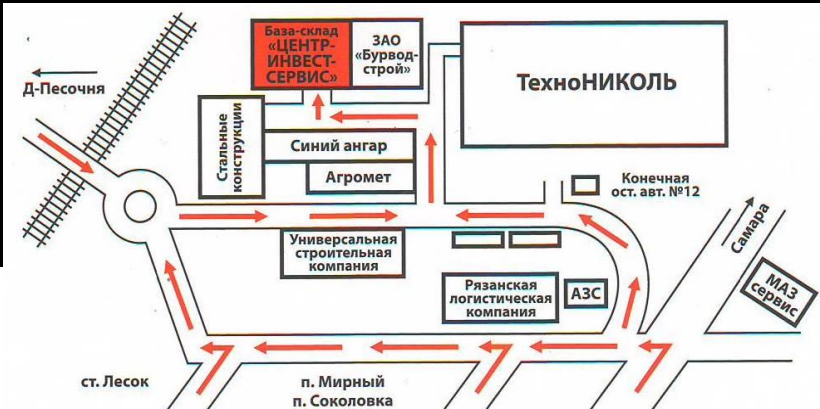 База-склад
«ЦЕНТР-
ИНВЕСТ-
СЕРВИС»
ЗАО
«Бурвод-
строй»
ТехноНИКОЛЬ
Д-Песочня
Стальные
конструкции
Синий ангар
Агромет
Конечная
ост. авт. №12
Самара
Универсальная
строительная
компания
Рязанская
логистическая
компания
АЗС
МАЗ
сервис
ст. Лесок
п. Мирный
п. Соколовка